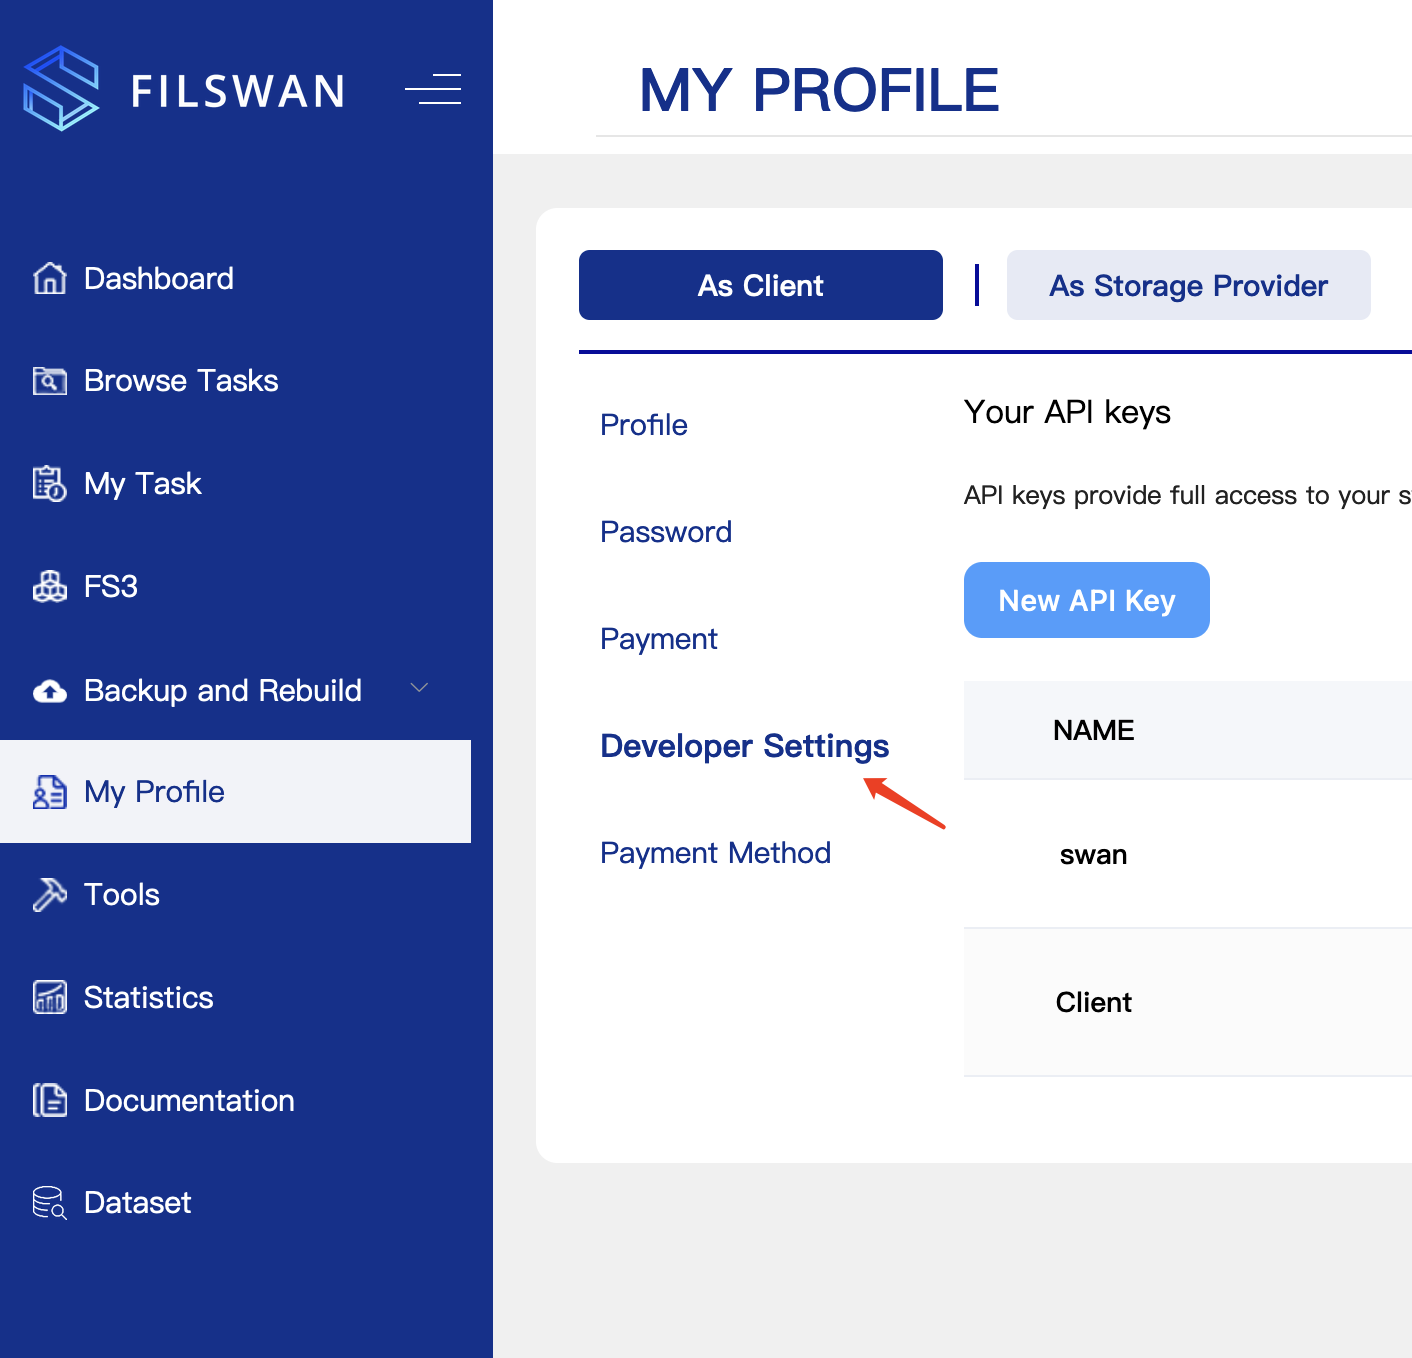 FILSWAN
Dashboard
Browse Tasks
My Task
FS3
Backup and Rebuild
My Profile
Tools
Statistics
Documentation
Dataset
MY PROFILE
As Client
As Storage Provider
Profile
Password
Payment
Developer Settings
Payment Method
Your API keys
API keys provide full access to your s
New API Key
NAME
swan
Client